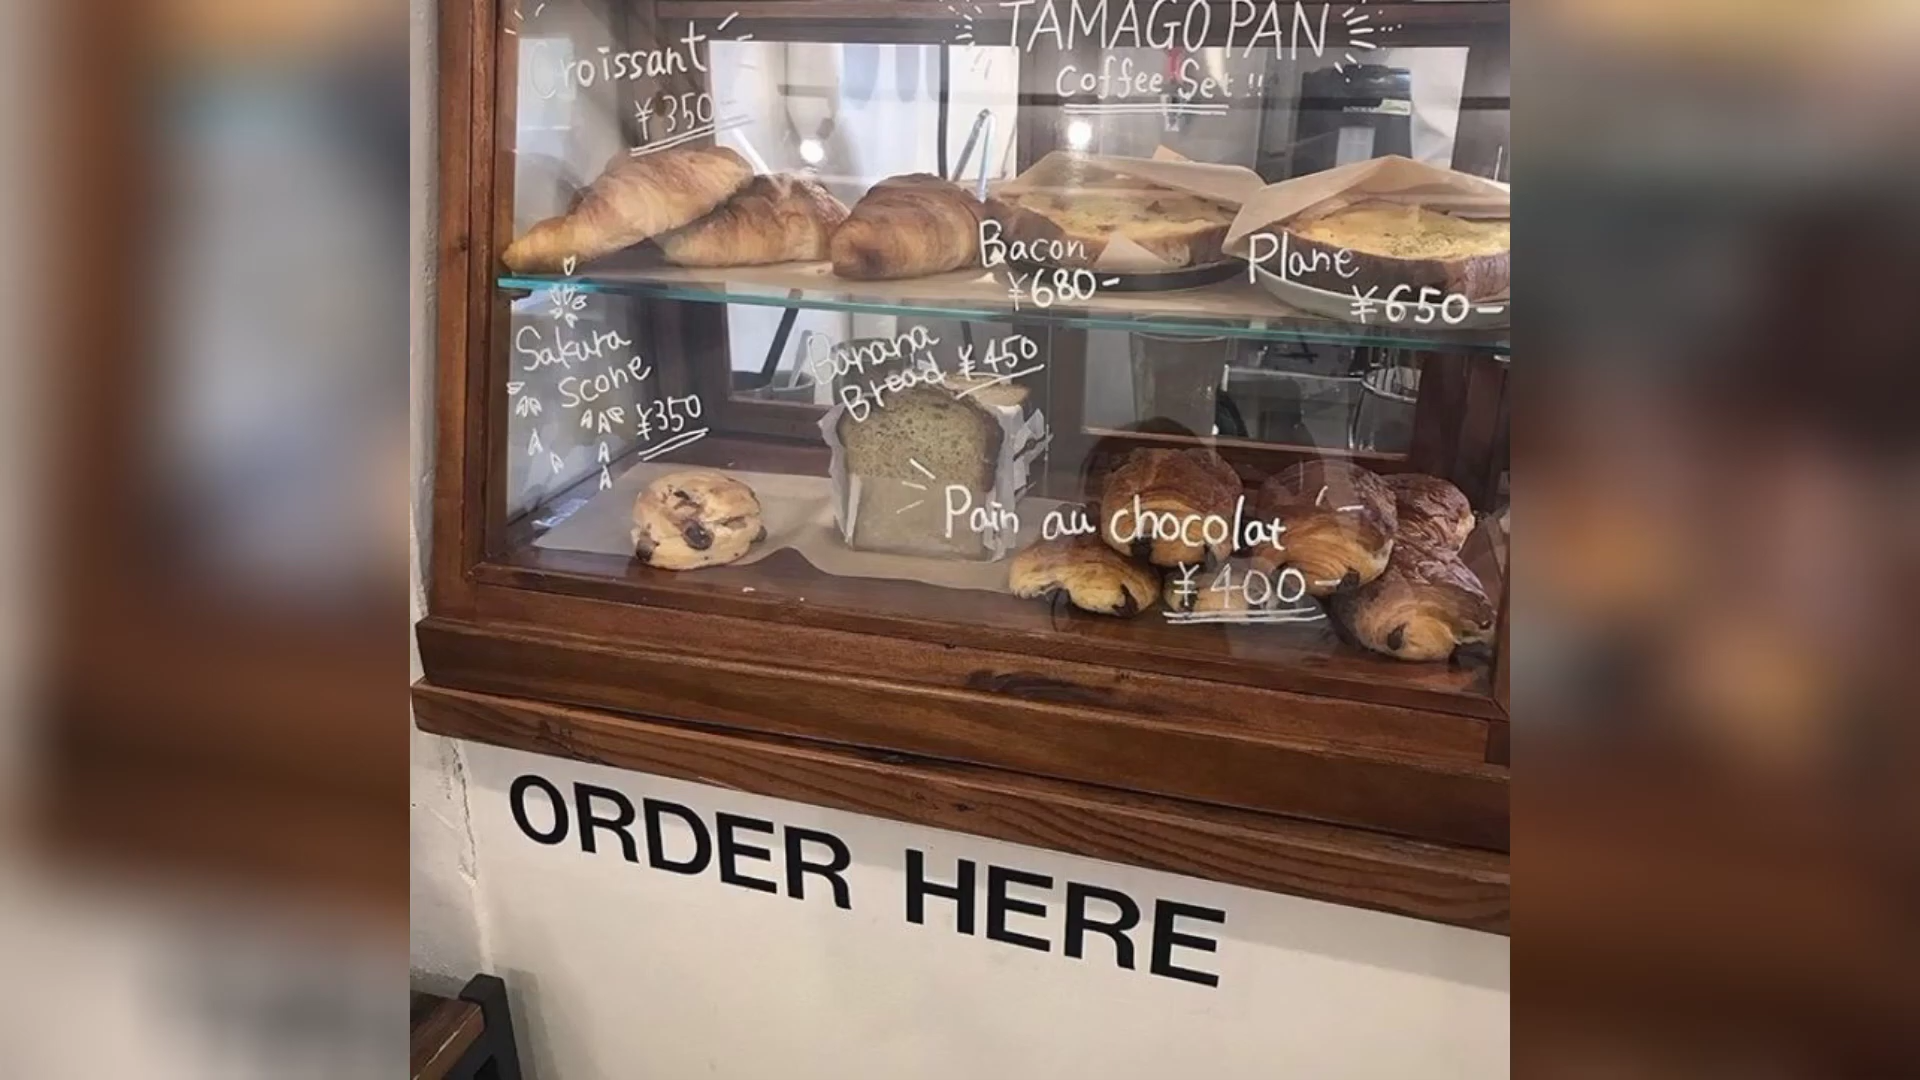 Croissant
¥350-
TAMAGO PAN
Coffee Set !!
Bacon
¥680-
Plane
¥650-
Sakura
Scone
¥350
Banana
Bread ¥450
Pain au chocolat
¥400-
ORDER HERE